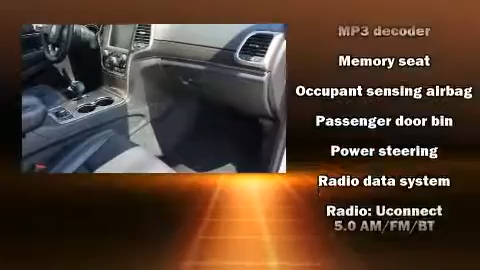 MP3 decoder
Memory seat
Occupant sensing airbag
Passenger door bin
Power steering
Radio data system
Radio: Uconnect
5.0 AM/FM/BT